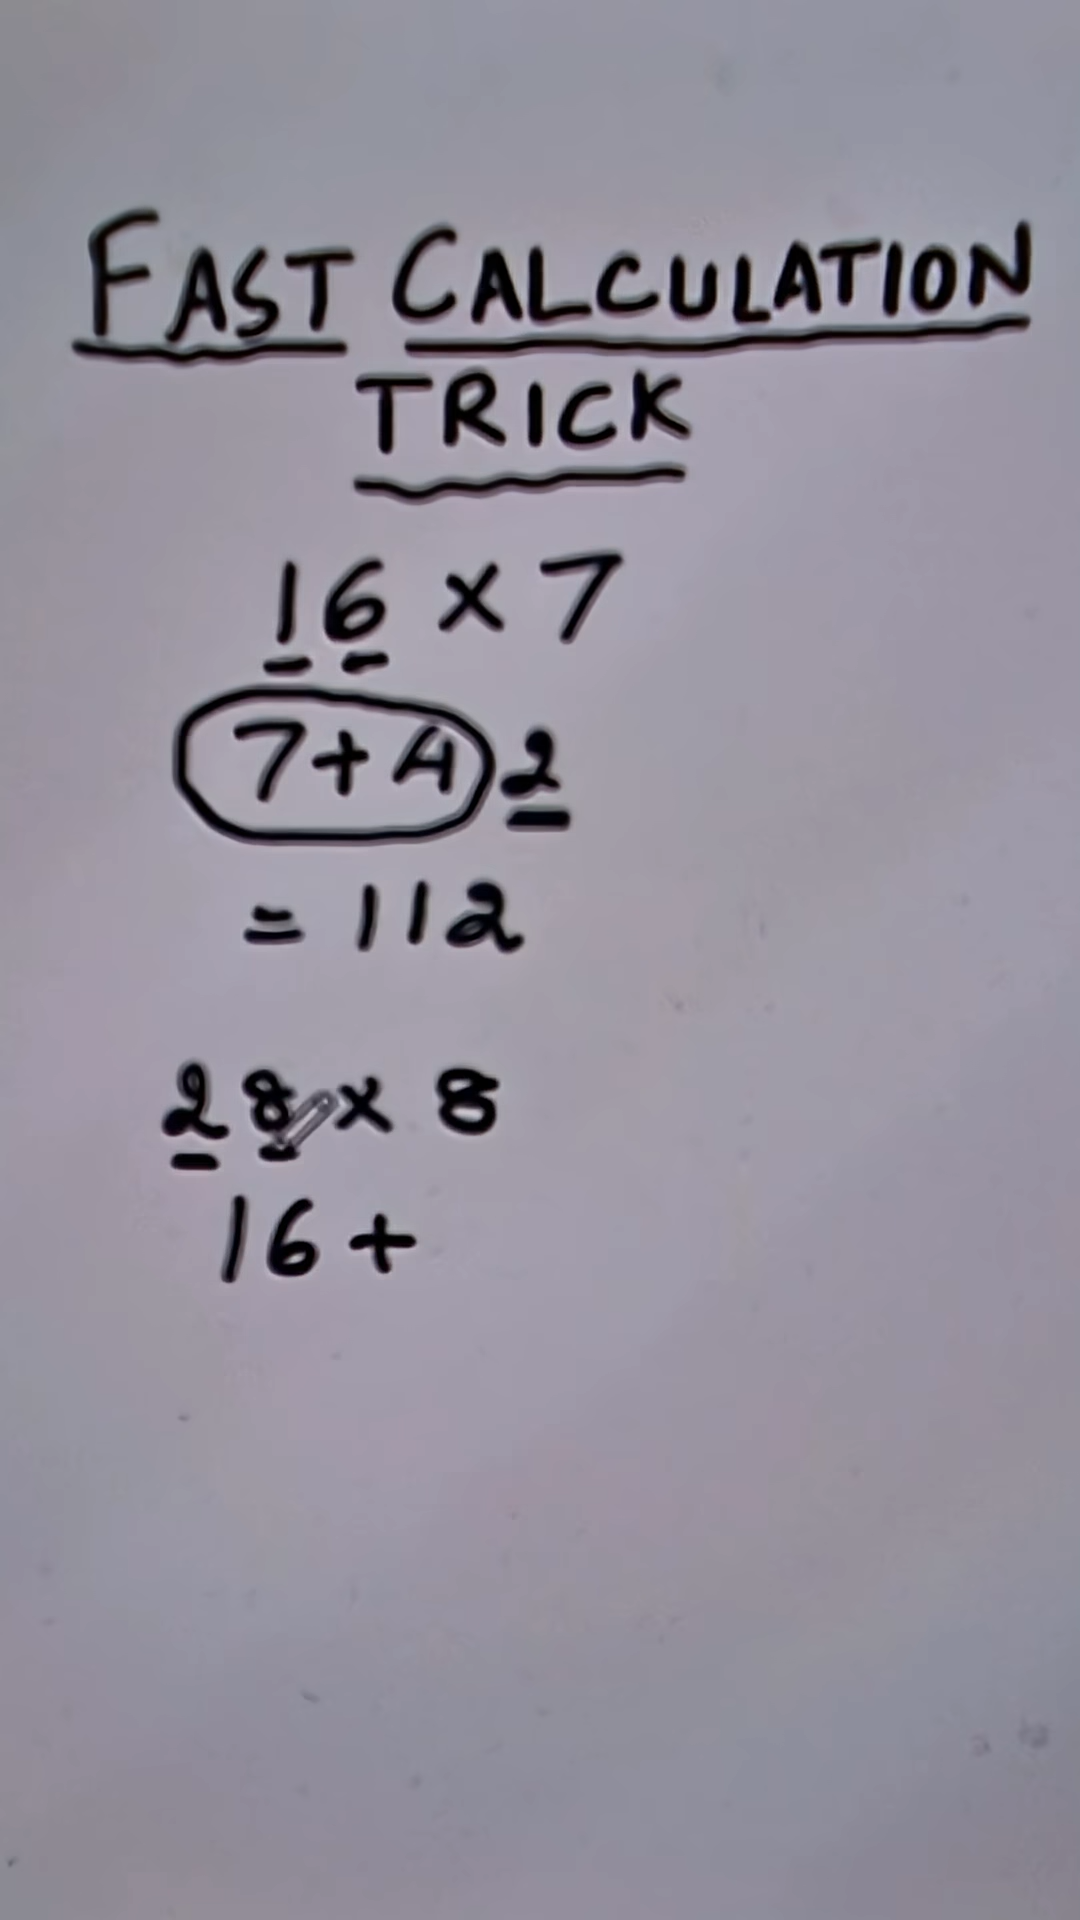 FAST CALCULATION
TRICK
16 × 7
7+4 2
= 112
28 × 8
16 +